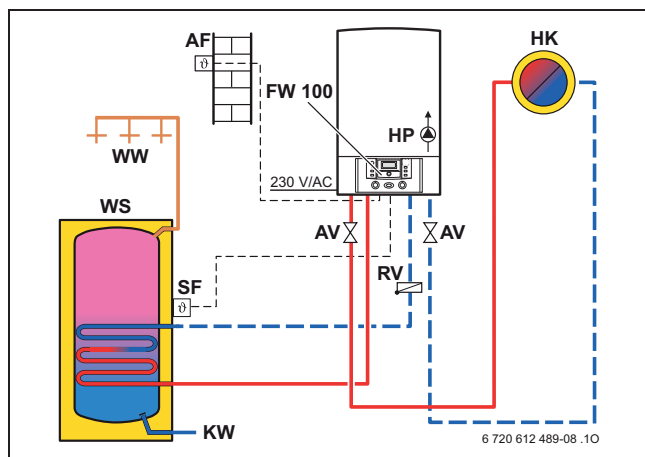 AF
HK
FW 100
HP
WW
230 V/AC
WS
AV
AV
SF
RV
KW
6 720 612 489-08 .1O
ϑ
ϑ